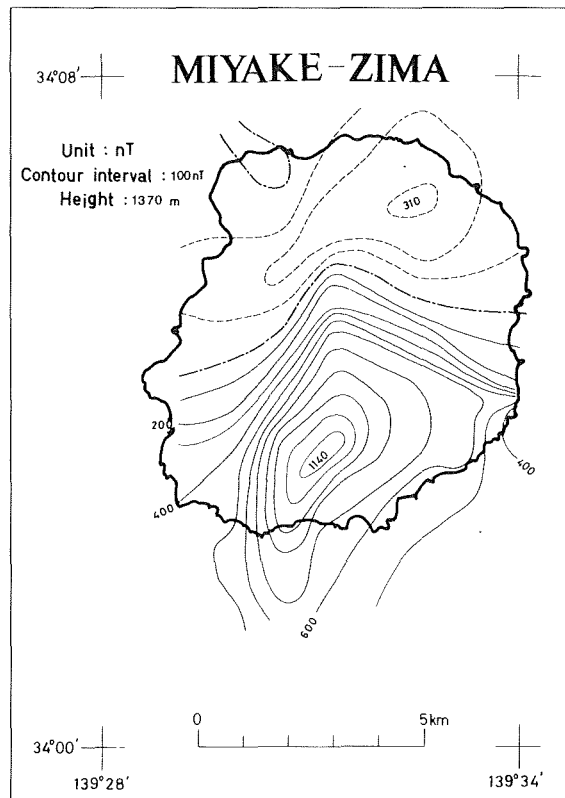 MIYAKE-ZIMA
34°08′
Unit : nT
Contour interval : 100nT
Height : 1370 m
310
200
1140
400
400
600
0 5km
34°00′
139°28′ 139°34′